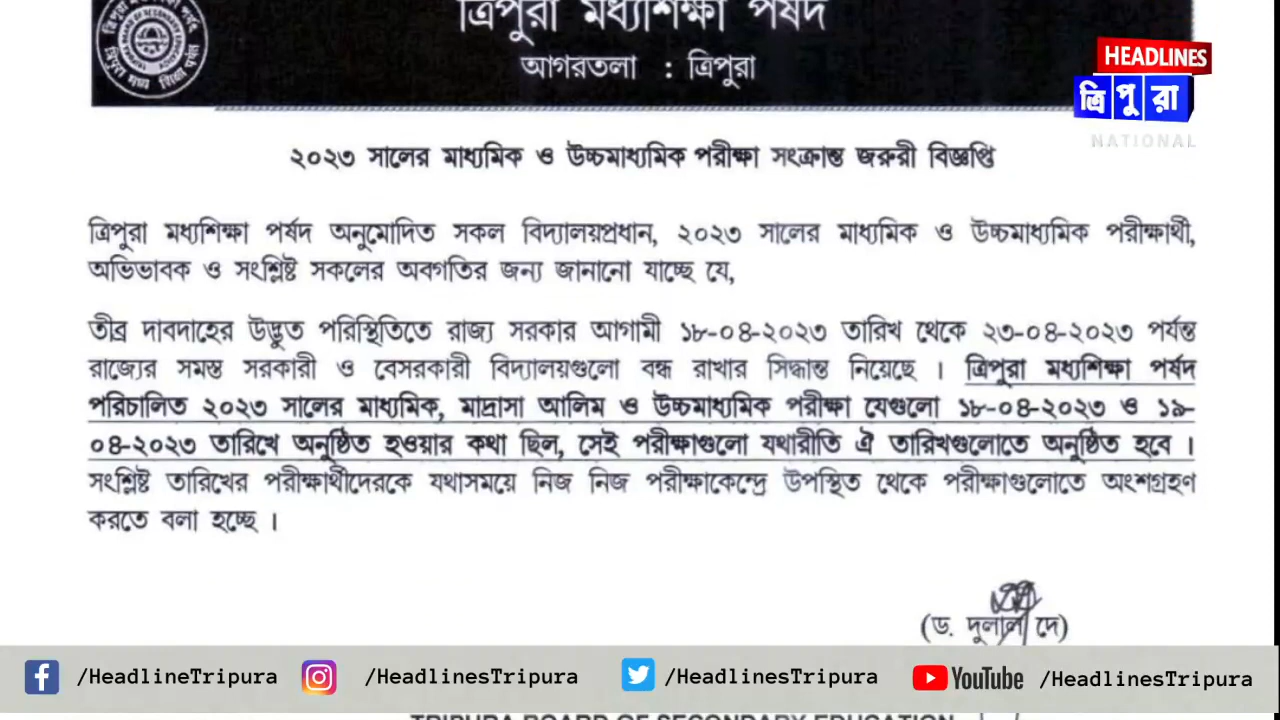 ত্রিপুরা মধ্যশিক্ষা পর্ষদ
আগরতলা : ত্রিপুরা
HEADLINES
ত্রিপুরা
NATIONAL
২০২৩ সালের মাধ্যমিক ও উচ্চমাধ্যমিক পরীক্ষা সংক্রান্ত জরুরী বিজ্ঞপ্তি
ত্রিপুরা মধ্যশিক্ষা পর্ষদ অনুমোদিত সকল বিদ্যালয়প্রধান, ২০২৩ সালের মাধ্যমিক ও উচ্চমাধ্যমিক পরীক্ষার্থী,
অভিভাবক ও সংশ্লিষ্ট সকলের অবগতির জন্য জানানো যাচ্ছে যে,
তীব্র দাবদাহের উদ্ভুত পরিস্থিতিতে রাজ্য সরকার আগামী ১৮-০৪-২০২৩ তারিখ থেকে ২৩-০৪-২০২৩ পর্যন্ত
রাজ্যের সমস্ত সরকারী ও বেসরকারী বিদ্যালয়গুলো বন্ধ রাখার সিদ্ধান্ত নিয়েছে । ত্রিপুরা মধ্যশিক্ষা পর্ষদ
পরিচালিত ২০২৩ সালের মাধ্যমিক, মাদ্রাসা আলিম ও উচ্চমাধ্যমিক পরীক্ষা যেগুলো ১৮-০৪-২০২৩ ও ১৯-
০৪-২০২৩ তারিখে অনুষ্ঠিত হওয়ার কথা ছিল, সেই পরীক্ষাগুলো যথারীতি ঐ তারিখগুলোতে অনুষ্ঠিত হবে ।
সংশ্লিষ্ট তারিখের পরীক্ষার্থীদেরকে যথাসময়ে নিজ নিজ পরীক্ষাকেন্দ্রে উপস্থিত থেকে পরীক্ষাগুলোতে অংশগ্রহণ
করতে বলা হচ্ছে ।
(ড. দুলাল দে)
/HeadlineTripura /HeadlinesTripura /HeadlinesTripura YouTube /HeadlinesTripura
TRIPURA BOARD OF SECONDARY EDUCATION